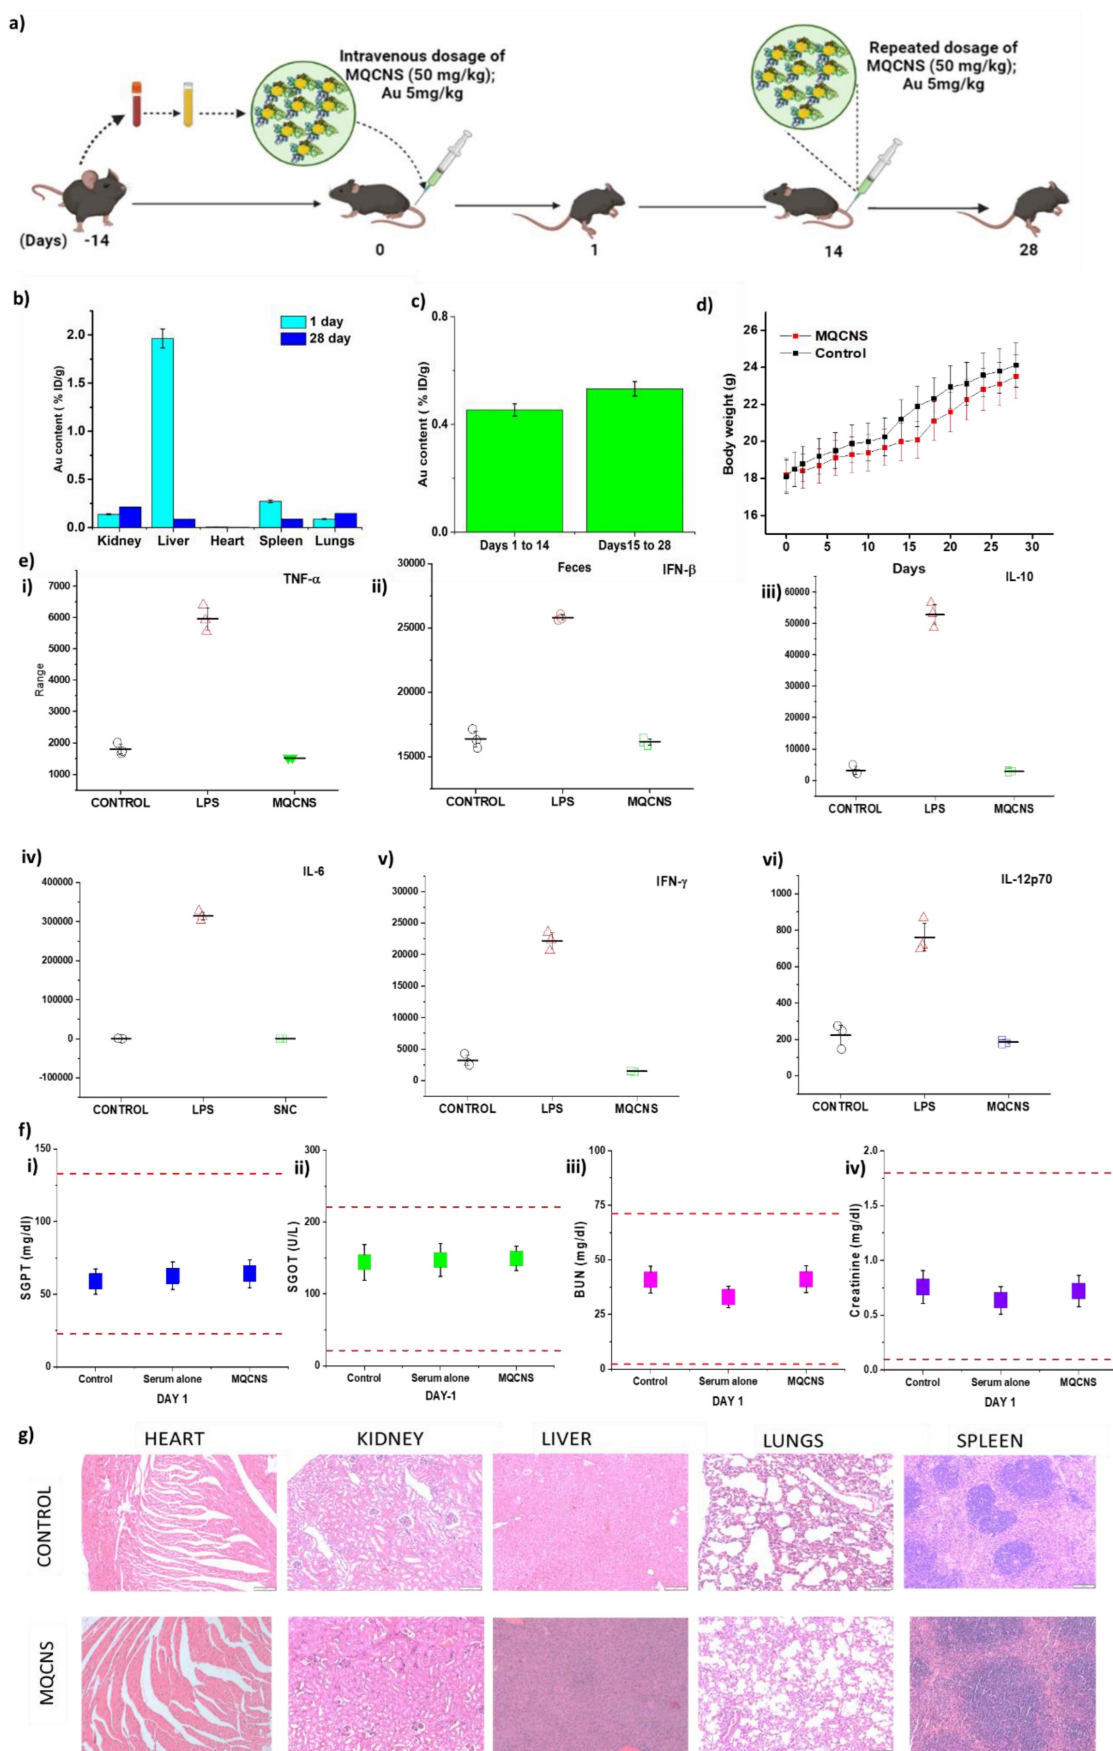 a)
Intravenous dosage of
MQCNS (50 mg/kg);
Au 5mg/kg
Repeated dosage of
MQCNS (50 mg/kg);
Au 5mg/kg
(Days) -14 0 1 14 28
b)
Au content ( % ID/g)
2.0
1.5
1.0
0.5
0.0
1 day
28 day
Kidney Liver Heart Spleen Lungs
c)
Au content ( % ID/g)
0.8
0.4
0.0
Days 1 to 14 Days15 to 28
Feces
d)
Body weight (g)
26
24
22
20
18
16
MQCNS
Control
0 5 10 15 20 25 30
Days
e)
i)
TNF-α
Range
7000
6000
5000
4000
3000
2000
1000
CONTROL LPS MQCNS
ii)
IFN-β
30000
25000
20000
15000
CONTROL LPS MQCNS
iii)
IL-10
60000
50000
40000
30000
20000
10000
0
CONTROL LPS MQCNS
iv)
IL-6
400000
300000
200000
100000
0
-100000
CONTROL LPS SNC
v)
IFN-γ
30000
25000
20000
15000
10000
5000
0
CONTROL LPS MQCNS
vi)
IL-12p70
1000
800
600
400
200
0
CONTROL LPS MQCNS
f)
i)
SGPT (mg/dl)
150
100
50
0
Control Serum alone MQCNS
DAY 1
ii)
SGOT (U/L)
300
200
100
0
Control Serum alone MQCNS
DAY-1
iii)
BUN (mg/dl)
100
75
50
25
0
Control Serum alone MQCNS
DAY 1
iv)
Creatinine (mg/dl)
2.0
1.5
1.0
0.5
0.0
Control Serum alone MQCNS
DAY 1
g)
HEART KIDNEY LIVER LUNGS SPLEEN
CONTROL
MQCNS